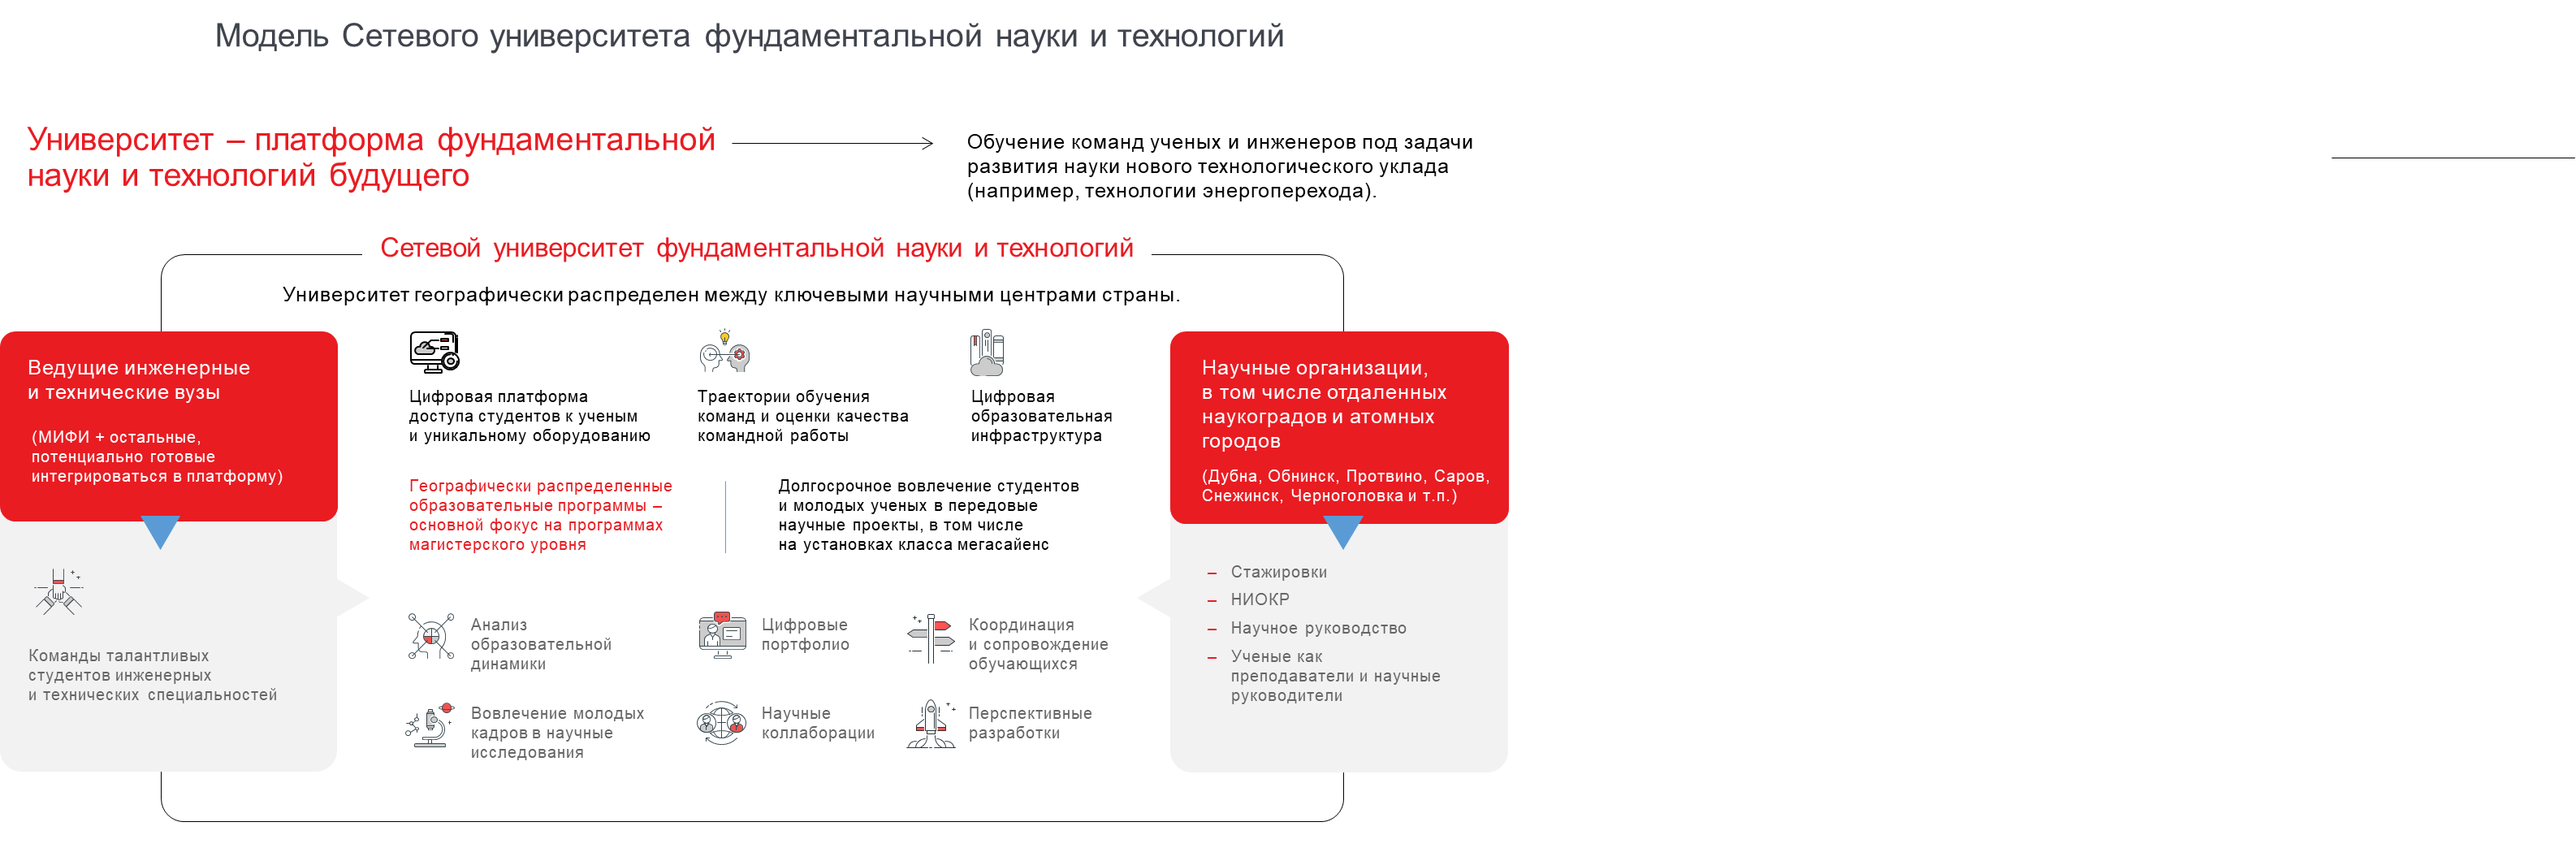 Модель Сетевого университета фундаментальной науки и технологий
Университет – платформа фундаментальной
науки и технологий будущего
Обучение команд ученых и инженеров под задачи
развития науки нового технологического уклада
(например, технологии энергоперехода).
Сетевой университет фундаментальной науки и технологий
Университет географически распределен между ключевыми научными центрами страны.
Ведущие инженерные
и технические вузы
(МИФИ + остальные,
потенциально готовые
интегрироваться в платформу)
Команды талантливых
студентов инженерных
и технических специальностей
Цифровая платформа
доступа студентов к ученым
и уникальному оборудованию
Траектории обучения
команд и оценки качества
командной работы
Цифровая
образовательная
инфраструктура
Географически распределенные
образовательные программы –
основной фокус на программах
магистерского уровня
Долгосрочное вовлечение студентов
и молодых ученых в передовые
научные проекты, в том числе
на установках класса мегасайенс
Анализ
образовательной
динамики
Цифровые
портфолио
Координация
и сопровождение
обучающихся
Вовлечение молодых
кадров в научные
исследования
Научные
коллаборации
Перспективные
разработки
Научные организации,
в том числе отдаленных
наукоградов и атомных
городов
(Дубна, Обнинск, Протвино, Саров,
Снежинск, Черноголовка и т.п.)
– Стажировки
– НИОКР
– Научное руководство
– Ученые как
преподаватели и научные
руководители